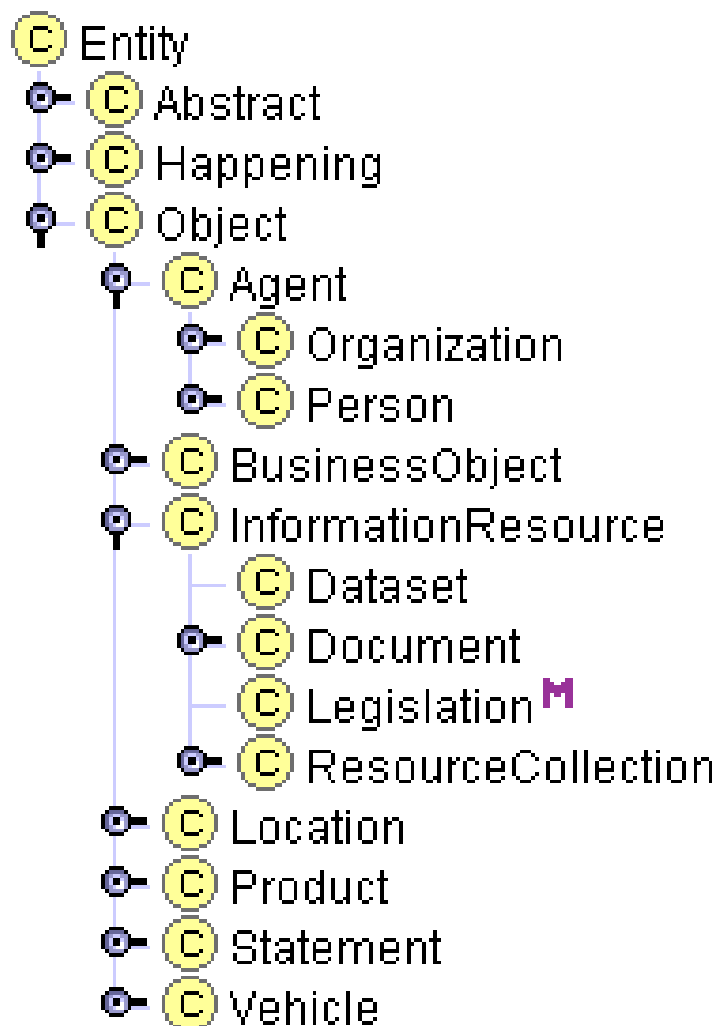 C Entity
C Abstract
C Happening
C Object
C Agent
C Organization
C Person
C BusinessObject
C InformationResource
C Dataset
C Document
C Legislation M
C ResourceCollection
C Location
C Product
C Statement
C Vehicle